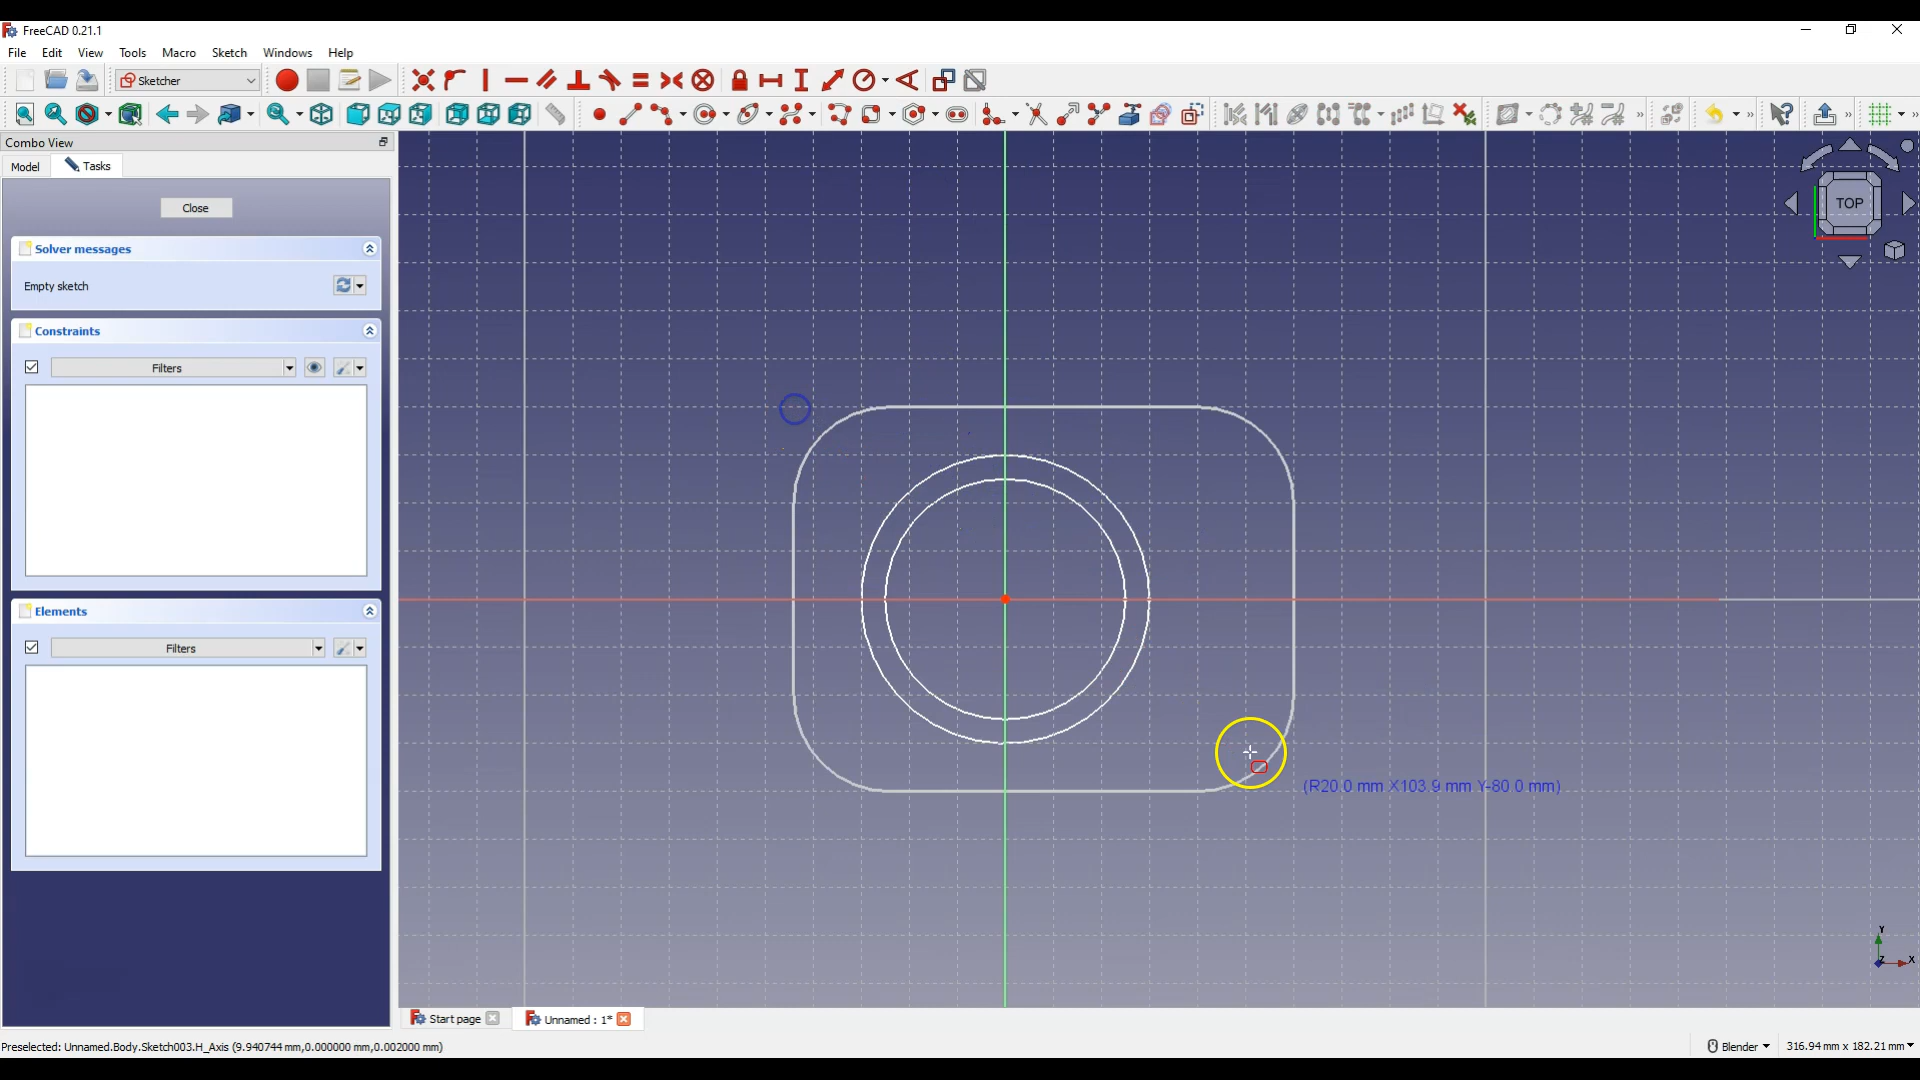 FreeCAD 0.21.1
File Edit View Tools Macro Sketch Windows Help
Sketcher
Combo View
Model Tasks
Close
Solver messages
Empty sketch
Constraints
Filters
Elements
Filters
TOP
(R20.0 mm X103.9 mm Y-80.0 mm)
Y
Z X
Start page Unnamed : 1*
Preselected: Unnamed.Body.Sketch003.H_Axis (9.940744 mm,0.000000 mm,0.002000 mm)
Blender 316.94 mm x 182.21 mm